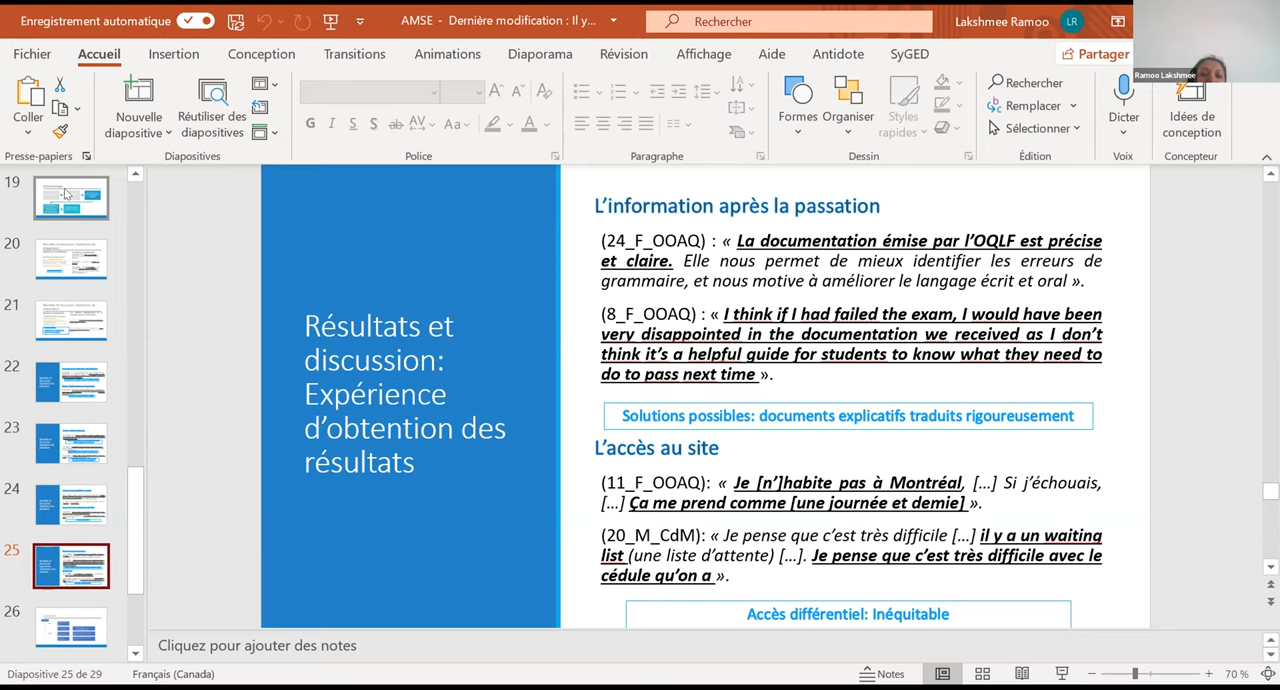 Enregistrement automatique
AMSE - Dernière modification : Il y...
Rechercher
Lakshmee Ramoo
LR
Fichier Accueil Insertion Conception Transitions Animations Diaporama Révision Affichage Aide Antidote SyGED
Partager
Ramoo Lakshmee
Coller
Nouvelle diapositive
Réutiliser des diapositives
G I S S ab AV Aa A
Formes
Organiser
Styles rapides
Rechercher
Remplacer
Sélectionner
Dicter
Idées de conception
Presse-papiers Diapositives Police Paragraphe Dessin Édition Voix Concepteur
19
20
21
22
23
24
25
26
Résultats et
discussion:
Expérience
d’obtention des
résultats
L’information après la passation
(24_F_OOAQ) : « La documentation émise par l’OQLF est précise
et claire. Elle nous permet de mieux identifier les erreurs de
grammaire, et nous motive à améliorer le langage écrit et oral ».
(8_F_OOAQ) : « I think if I had failed the exam, I would have been
very disappointed in the documentation we received as I don’t
think it’s a helpful guide for students to know what they need to
do to pass next time ».
Solutions possibles: documents explicatifs traduits rigoureusement
L’accès au site
(11_F_OOAQ): « Je [n’]habite pas à Montréal, […] Si j’échouais,
[…] Ça me prend comme [une journée et demie] ».
(20_M_CdM): « Je pense que c’est très difficile […] il y a un waiting
list (une liste d’attente) […]. Je pense que c’est très difficile avec le
cédule qu’on a ».
Accès différentiel: Inéquitable
Cliquez pour ajouter des notes
Diapositive 25 de 29 Français (Canada) Notes 70 %